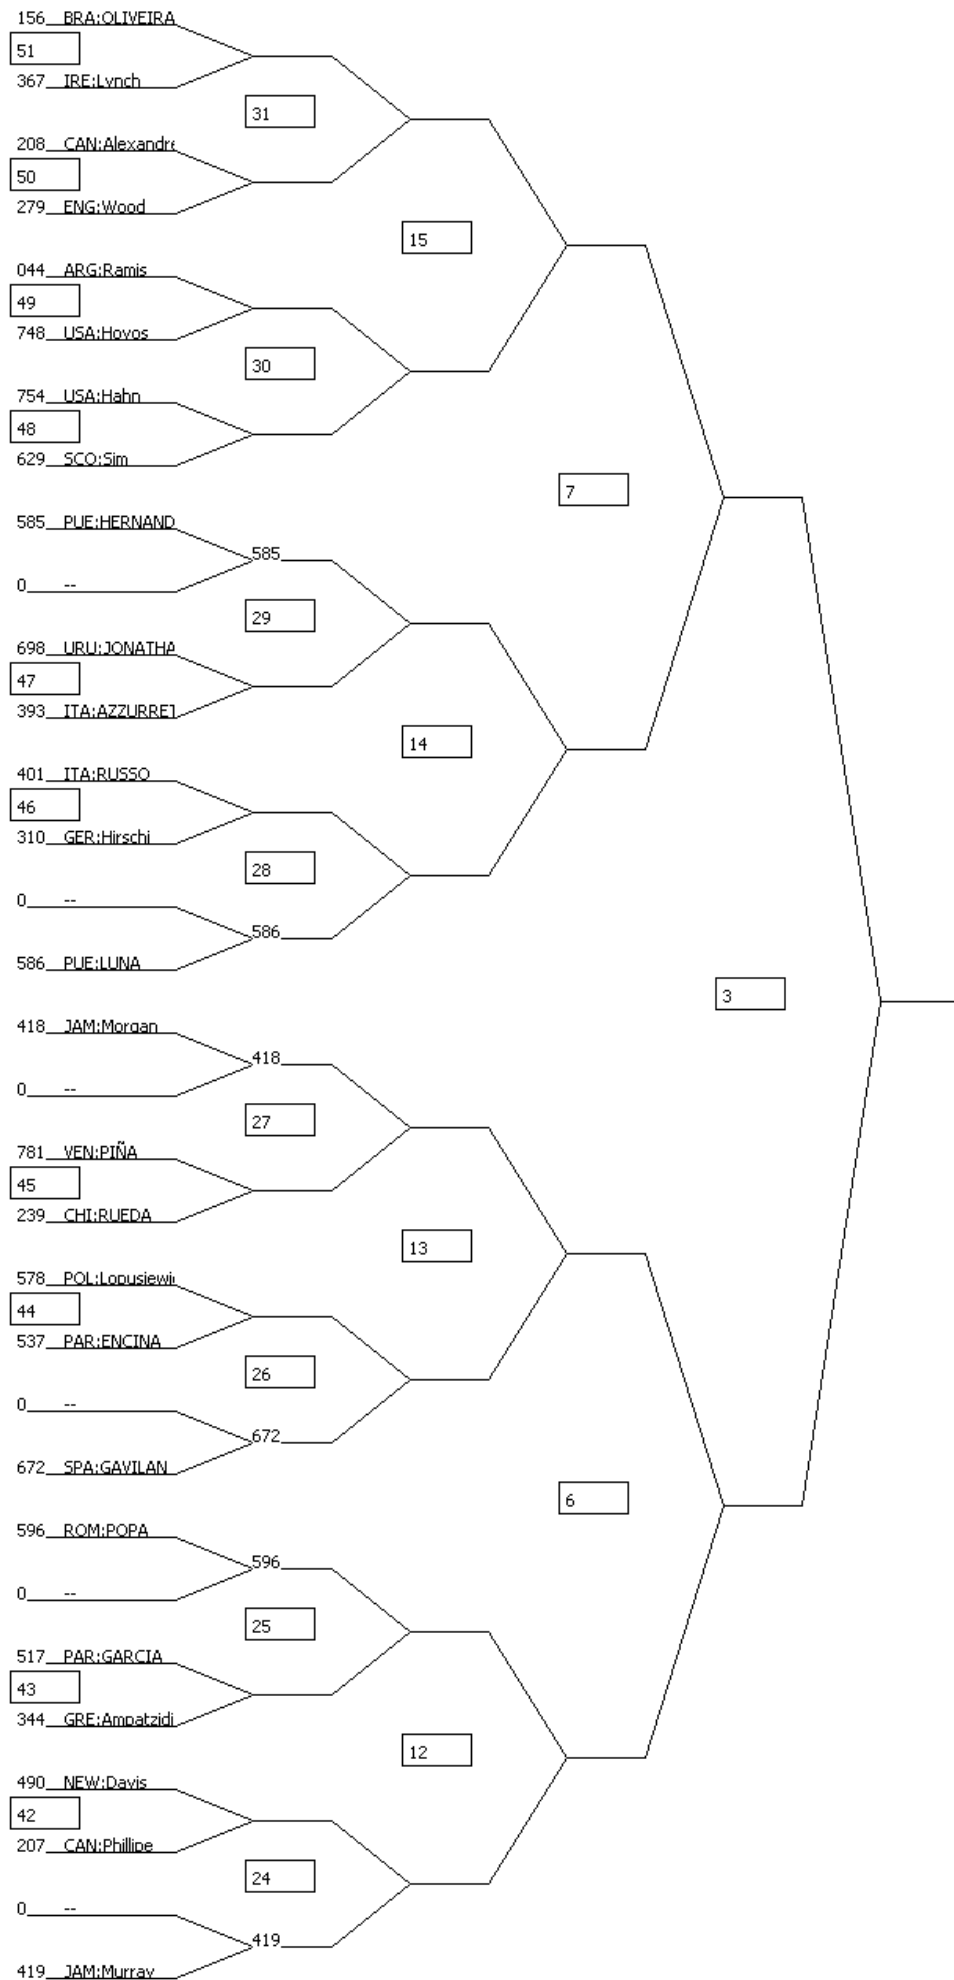 156 BRA:OLIVEIRA
51
367 IRE:Lynch
31
208 CAN:Alexandre
50
279 ENG:Wood
15
044 ARG:Ramis
49
748 USA:Hoyos
30
754 USA:Hahn
48
629 SCO:Sim
7
585 PUE:HERNAND
585
0 --
29
698 URU:JONATHA
47
393 ITA:AZZURRET
14
401 ITA:RUSSO
46
310 GER:Hirschi
28
0 --
586
586 PUE:LUNA
3
418 JAM:Morgan
418
0 --
27
781 VEN:PIÑA
45
239 CHI:RUEDA
13
578 POL:Lopusiewi
44
537 PAR:ENCINA
26
0 --
672
672 SPA:GAVILAN
6
596 ROM:POPA
596
0 --
25
517 PAR:GARCIA
43
344 GRE:Ampatzidi
12
490 NEW:Davis
42
207 CAN:Phillipe
24
0 --
419
419 JAM:Murray